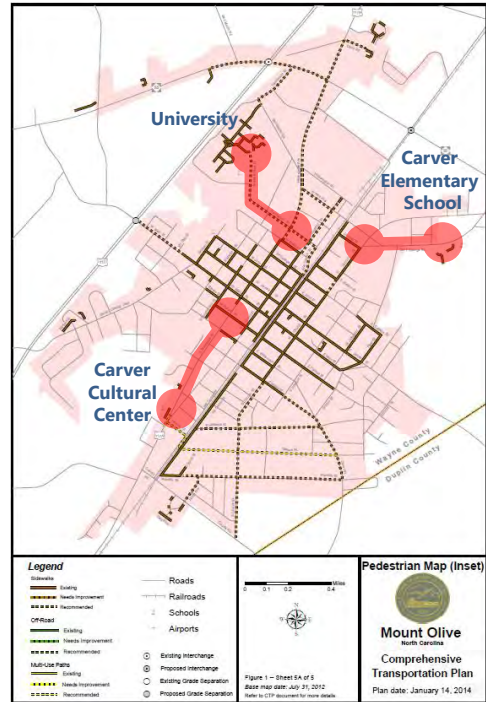 University
Carver
Elementary
School
Carver
Cultural
Center
Wayne County
Duplin County
Legend
Sidewalks
Existing
Needs Improvement
Recommended
Off-Road
Existing
Needs Improvement
Recommended
Multi-Use Paths
Existing
Needs Improvement
Recommended
Roads
Railroads
Schools
Airports
Existing Interchange
Proposed Interchange
Existing Grade Separation
Proposed Grade Separation
0 0.1 0.2 0.4
Miles
N
W E
S
Figure 1 – Sheet 5A of 5
Base map date: July 31, 2012
Refer to CTP document for more details
Pedestrian Map (Inset)
Mount Olive
North Carolina
Comprehensive
Transportation Plan
Plan date: January 14, 2014